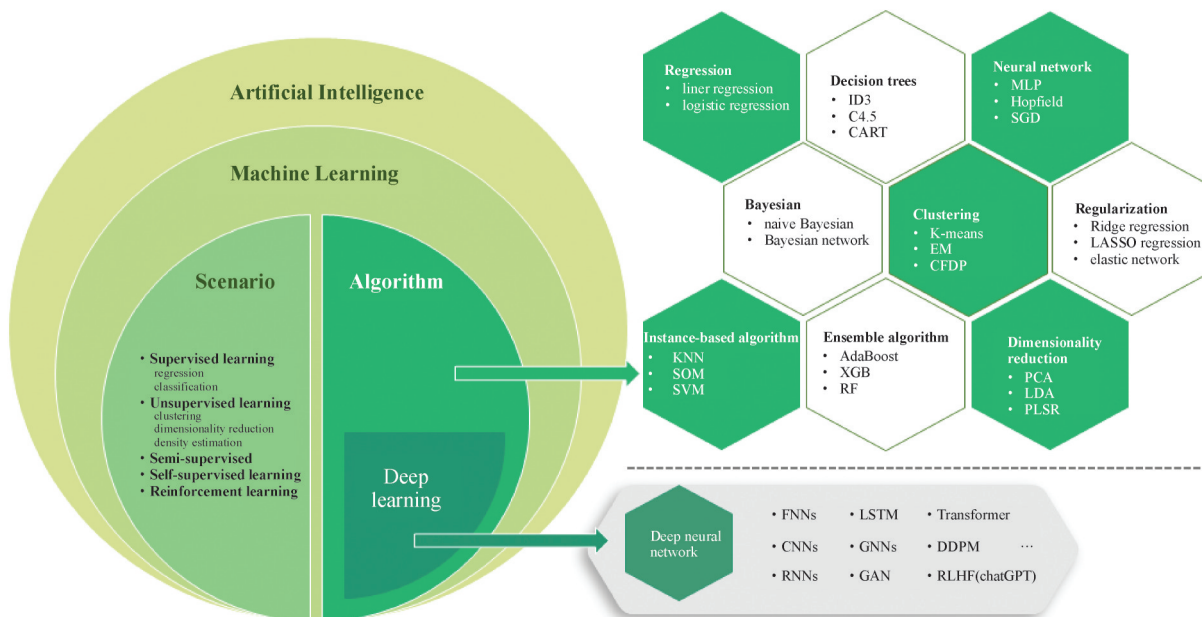 Artificial Intelligence
Machine Learning
Scenario
• Supervised learning
regression
classification
• Unsupervised learning
clustering
dimensionality reduction
density estimation
• Semi-supervised
• Self-supervised learning
• Reinforcement learning
Algorithm
Deep
learning
Regression
• liner regression
• logistic regression
Decision trees
• ID3
• C4.5
• CART
Neural network
• MLP
• Hopfield
• SGD
Bayesian
• naive Bayesian
• Bayesian network
Clustering
• K-means
• EM
• CFDP
Regularization
• Ridge regression
• LASSO regression
• elastic network
Instance-based algorithm
• KNN
• SOM
• SVM
Ensemble algorithm
• AdaBoost
• XGB
• RF
Dimensionality
reduction
• PCA
• LDA
• PLSR
Deep neural
network
• FNNs • LSTM • Transformer
• CNNs • GNNs • DDPM ...
• RNNs • GAN • RLHF(chatGPT)